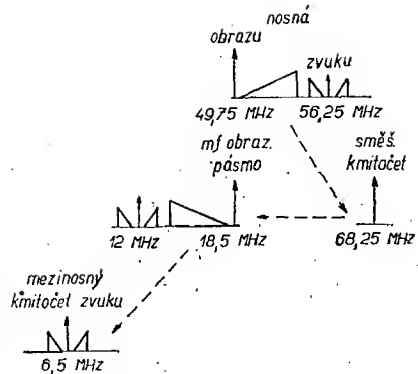 nosná
obrazu
zvuku
49,75 MHz 56,25 MHz
mf obraz.
pásmo
směš.
kmitočet
12 MHz 18,5 MHz
68,25 MHz
mezinosný
kmitočet zvuku
6,5 MHz